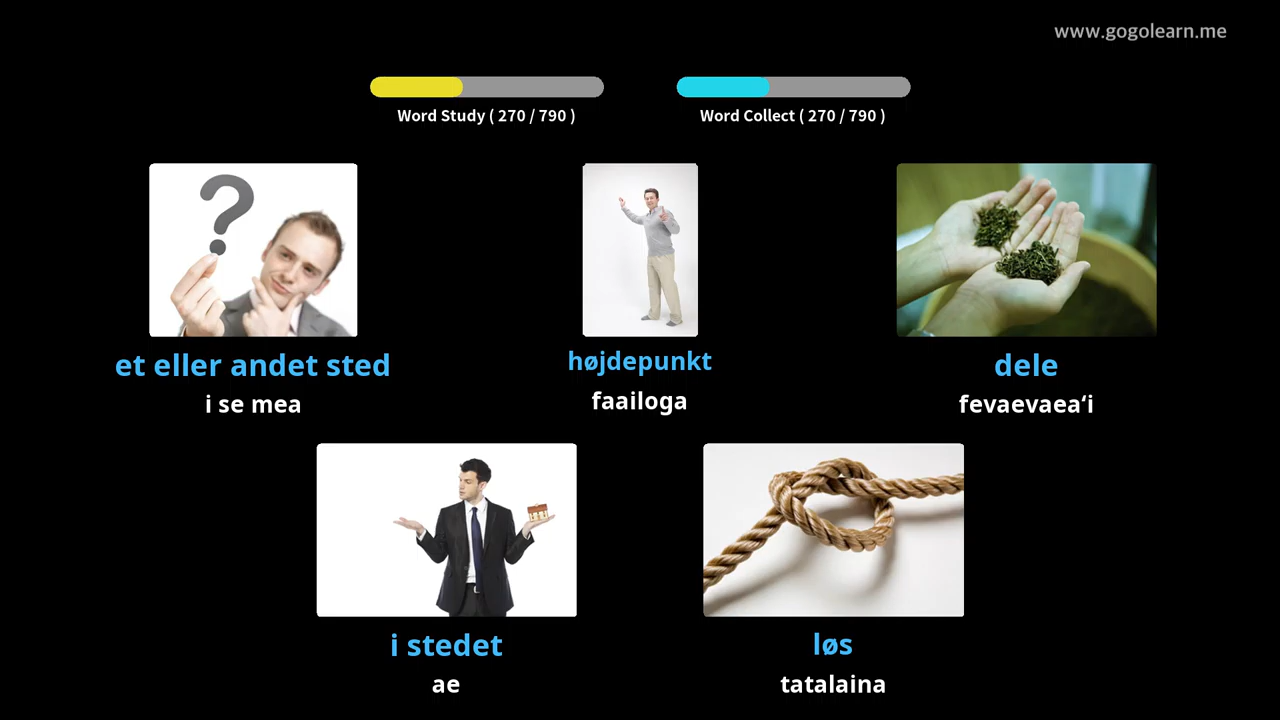 www.gogolearn.me
Word Study ( 270 / 790 )
Word Collect ( 270 / 790 )
?
et eller andet sted
i se mea
højdepunkt
faailoga
dele
fevaevaeaʻi
i stedet
ae
løs
tatalaina